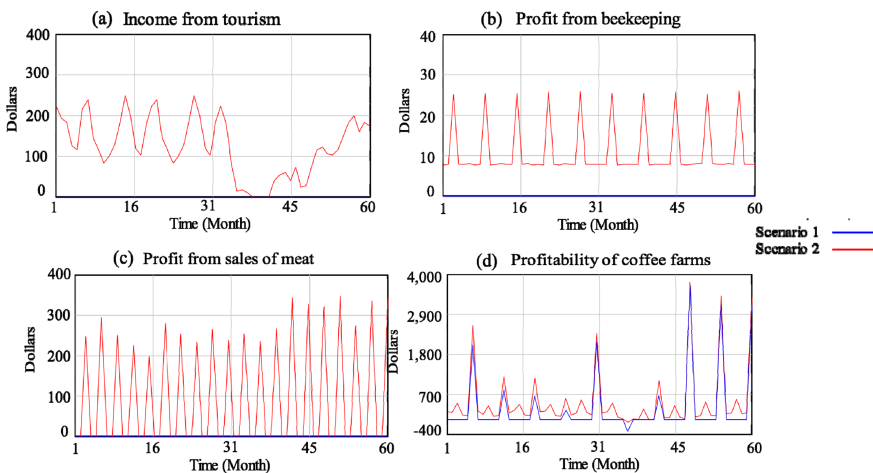 (a) Income from tourism
400
300
200
100
0
1 16 31 45 60
Dollars
Time (Month)
(b) Profit from beekeeping
40
30
20
10
0
1 16 31 45 60
Dollars
Time (Month)
Scenario 1
Scenario 2
(c) Profit from sales of meat
400
300
200
100
0
1 16 31 45 60
Dollars
Time (Month)
(d) Profitability of coffee farms
4,000
2,900
1,800
700
-400
1 16 31 45 60
Dollars
Time (Month)